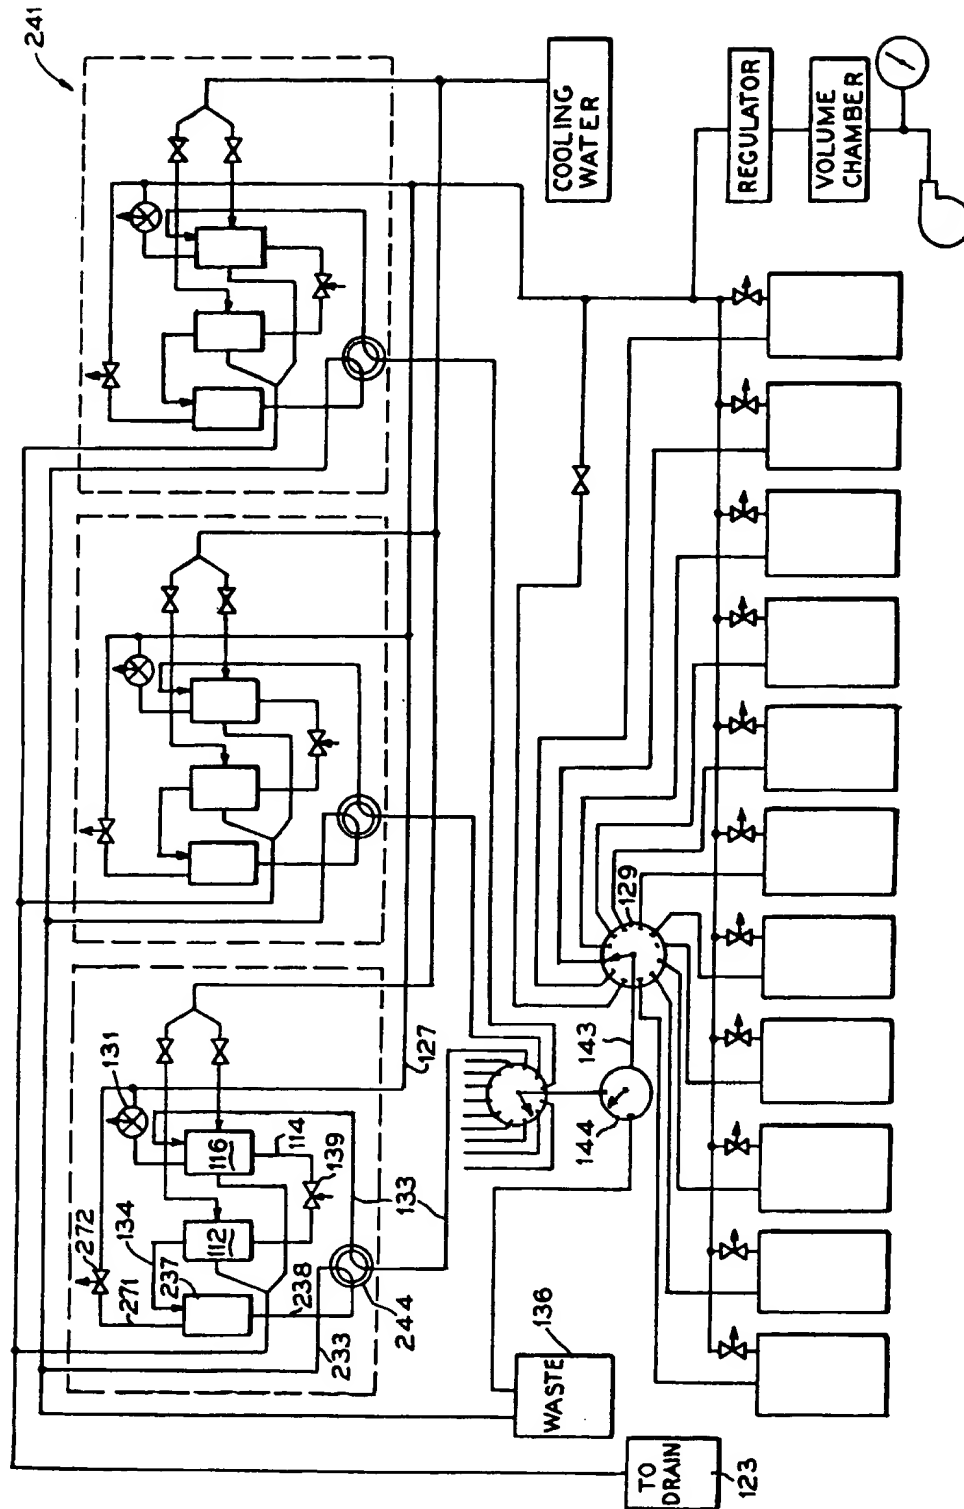 241
COOLING
WATER
REGULATOR
VOLUME
CHAMBER
131
272
134
237
271
116
112
114
139
127
133
238
233
244
129
143
144
WASTE
136
TO
DRAIN
123